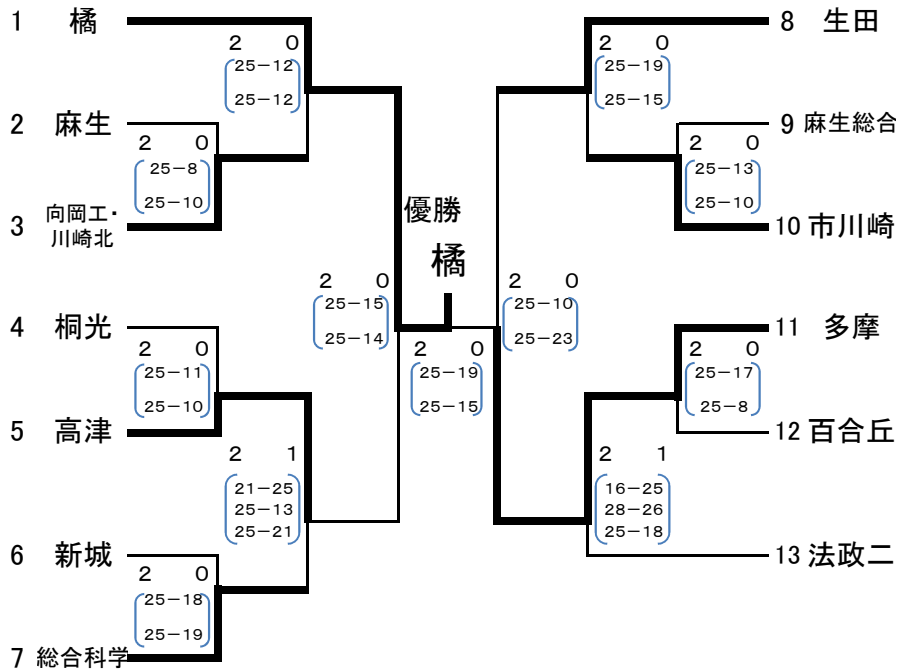 1 橘
2 0
25－12
25－12
2 麻生
2 0
25－8
25－10
3 向岡工・
川崎北
4 桐光
2 0
25－11
25－10
5 高津
2 1
21－25
25－13
25－21
6 新城
2 0
25－18
25－19
7 総合科学
2 0
25－15
25－14
優勝
橘
2 0
25－19
25－15
2 0
25－10
25－23
8 生田
2 0
25－19
25－15
9 麻生総合
2 0
25－13
25－10
10 市川崎
11 多摩
2 0
25－17
25－8
12 百合丘
2 1
16－25
28－26
25－18
13 法政二